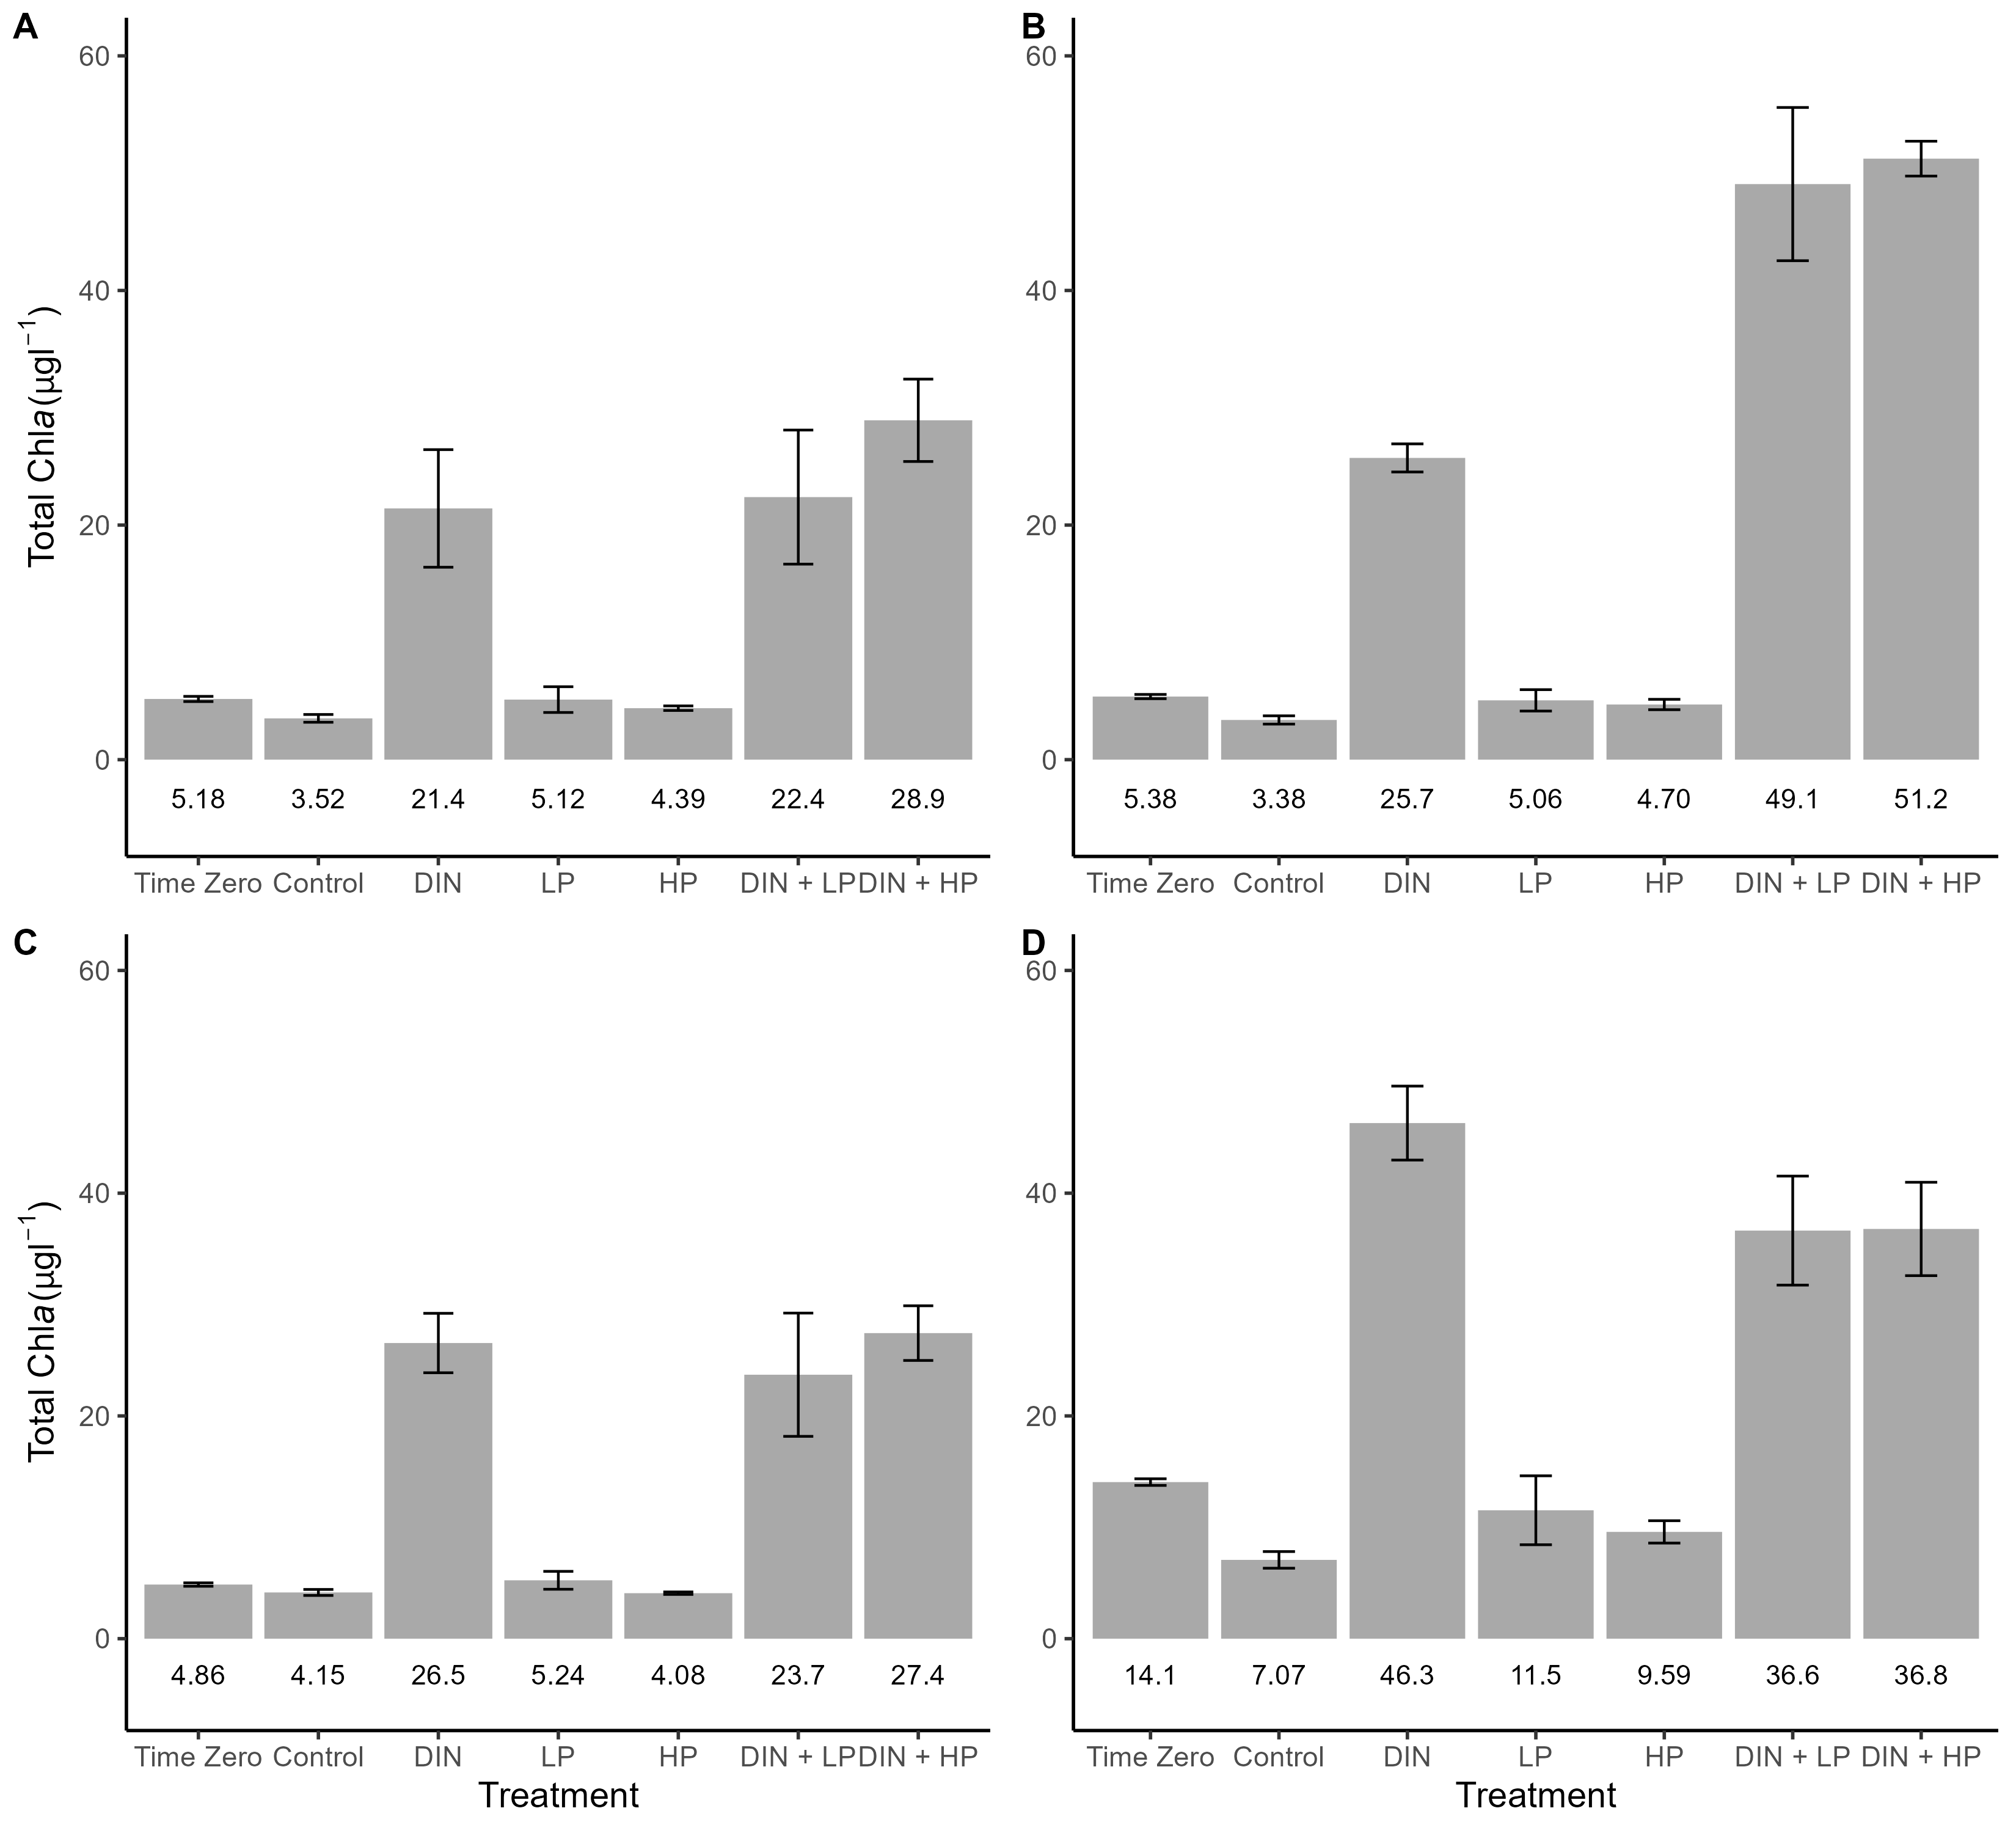 A
60
40
20
0
Total Chla (µgl⁻¹)
5.18 3.52 21.4 5.12 4.39 22.4 28.9
Time Zero Control DIN LP HP DIN + LP DIN + HP
B
60
40
20
0
5.38 3.38 25.7 5.06 4.70 49.1 51.2
Time Zero Control DIN LP HP DIN + LP DIN + HP
C
60
40
20
0
Total Chla (µgl⁻¹)
4.86 4.15 26.5 5.24 4.08 23.7 27.4
Time Zero Control DIN LP HP DIN + LP DIN + HP
Treatment
D
60
40
20
0
14.1 7.07 46.3 11.5 9.59 36.6 36.8
Time Zero Control DIN LP HP DIN + LP DIN + HP
Treatment